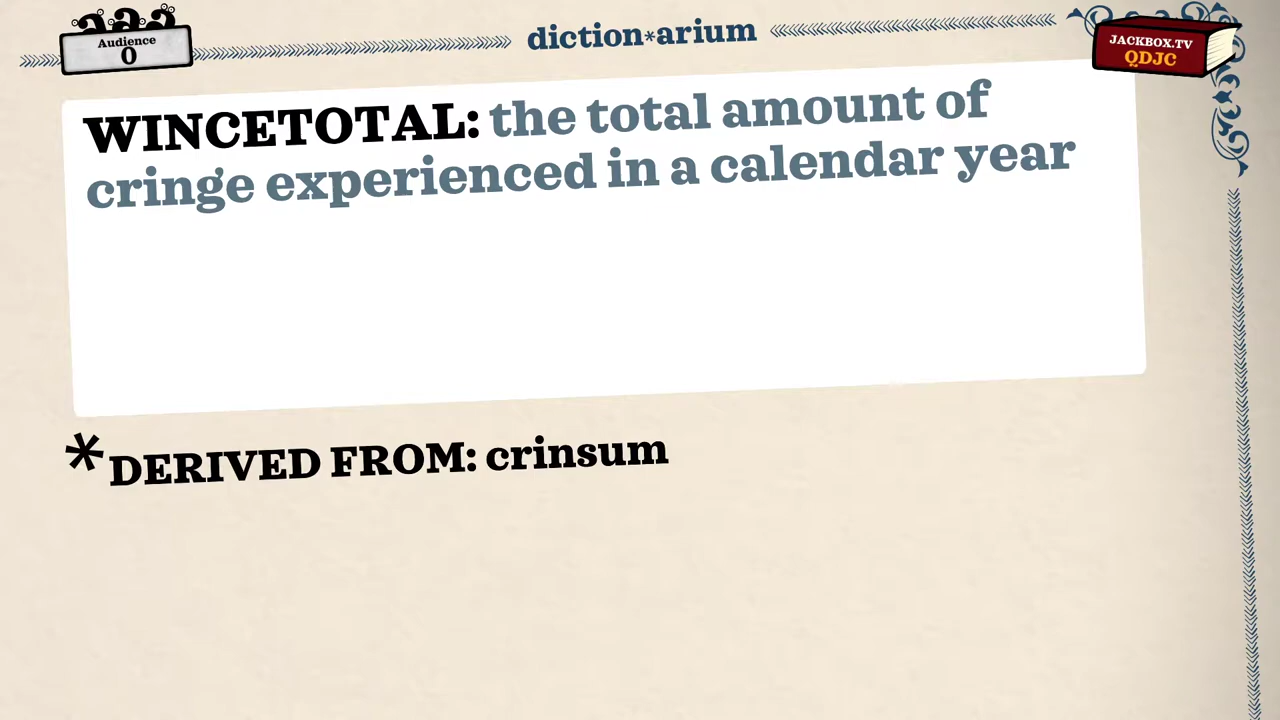 Audience
0
diction*arium
JACKBOX.TV
QDJC
WINCETOTAL: the total amount of
cringe experienced in a calendar year
*DERIVED FROM: crinsum